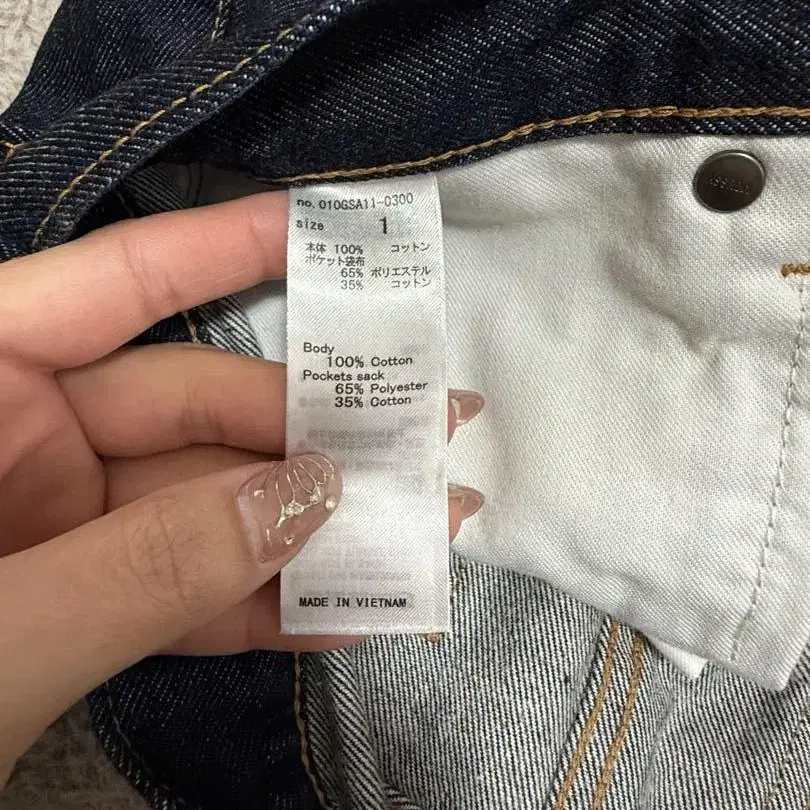 no. 010GSA11-0300
size 1
本体 100% コットン
ポケット袋布
65% ポリエステル
35% コットン
Body
100% Cotton
Pockets sack
65% Polyester
35% Cotton
MADE IN VIETNAM